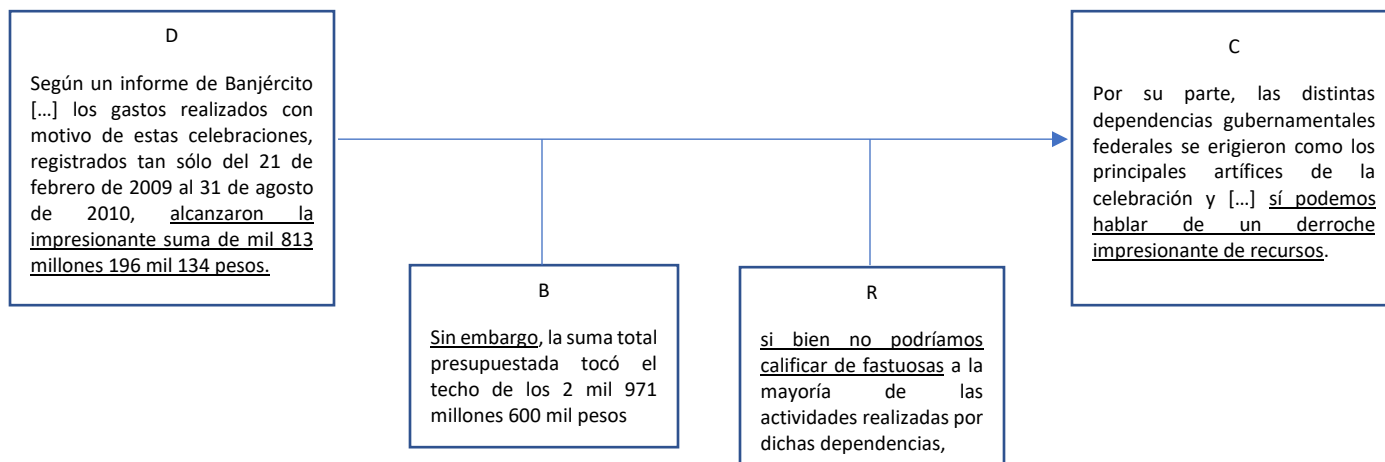 D
Según un informe de Banjército
[…] los gastos realizados con
motivo de estas celebraciones,
registrados tan sólo del 21 de
febrero de 2009 al 31 de agosto
de 2010, alcanzaron la
impresionante suma de mil 813
millones 196 mil 134 pesos.
B
Sin embargo, la suma total
presupuestada tocó el
techo de los 2 mil 971
millones 600 mil pesos
R
si bien no podríamos
calificar de fastuosas a la
mayoría de las
actividades realizadas por
dichas dependencias,
C
Por su parte, las distintas
dependencias gubernamentales
federales se erigieron como los
principales artífices de la
celebración y […] sí podemos
hablar de un derroche
impresionante de recursos.